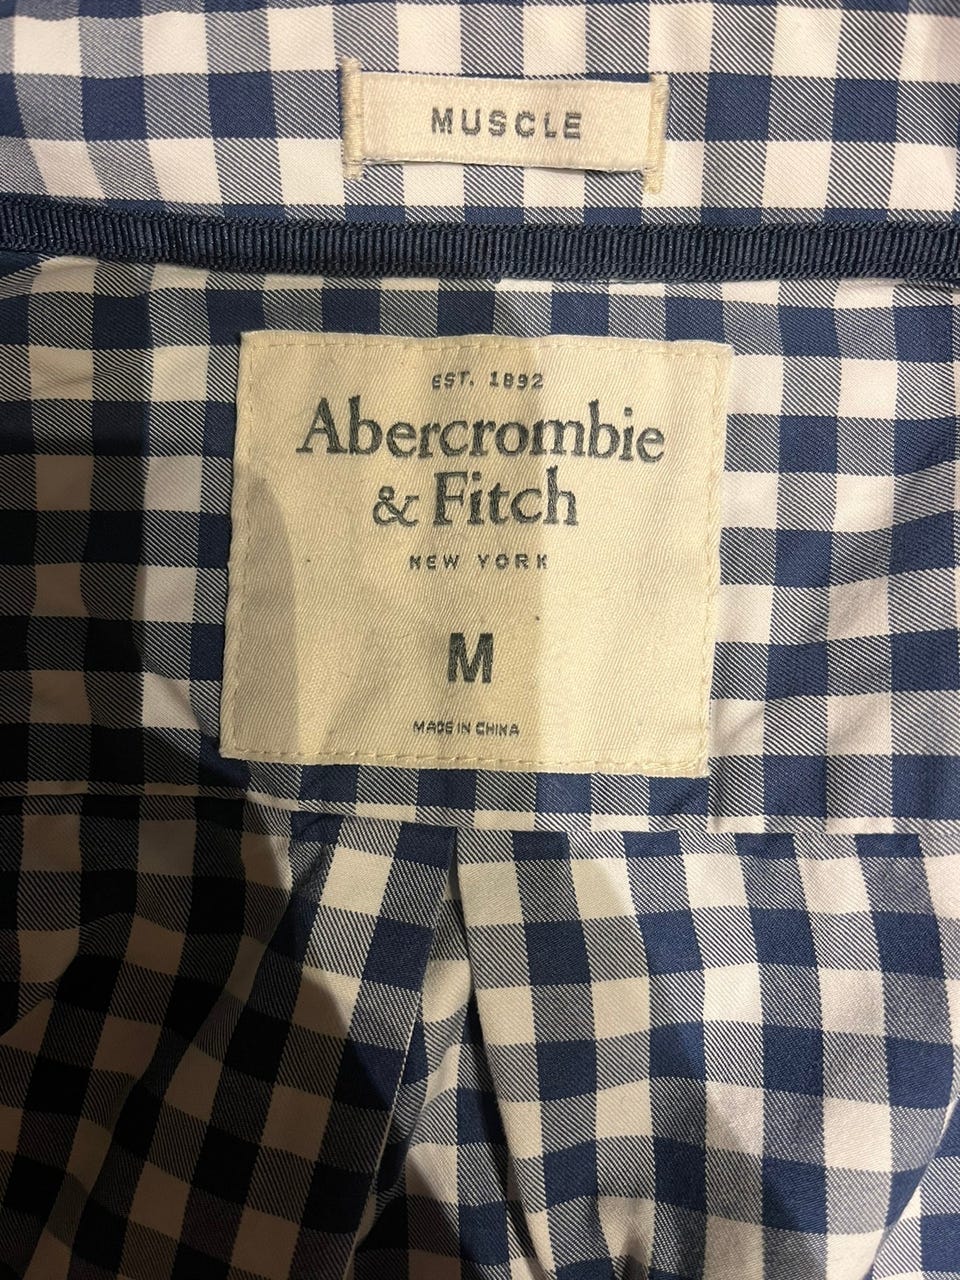 MUSCLE
EST. 1892
Abercrombie
& Fitch
NEW YORK
M
MADE IN CHINA